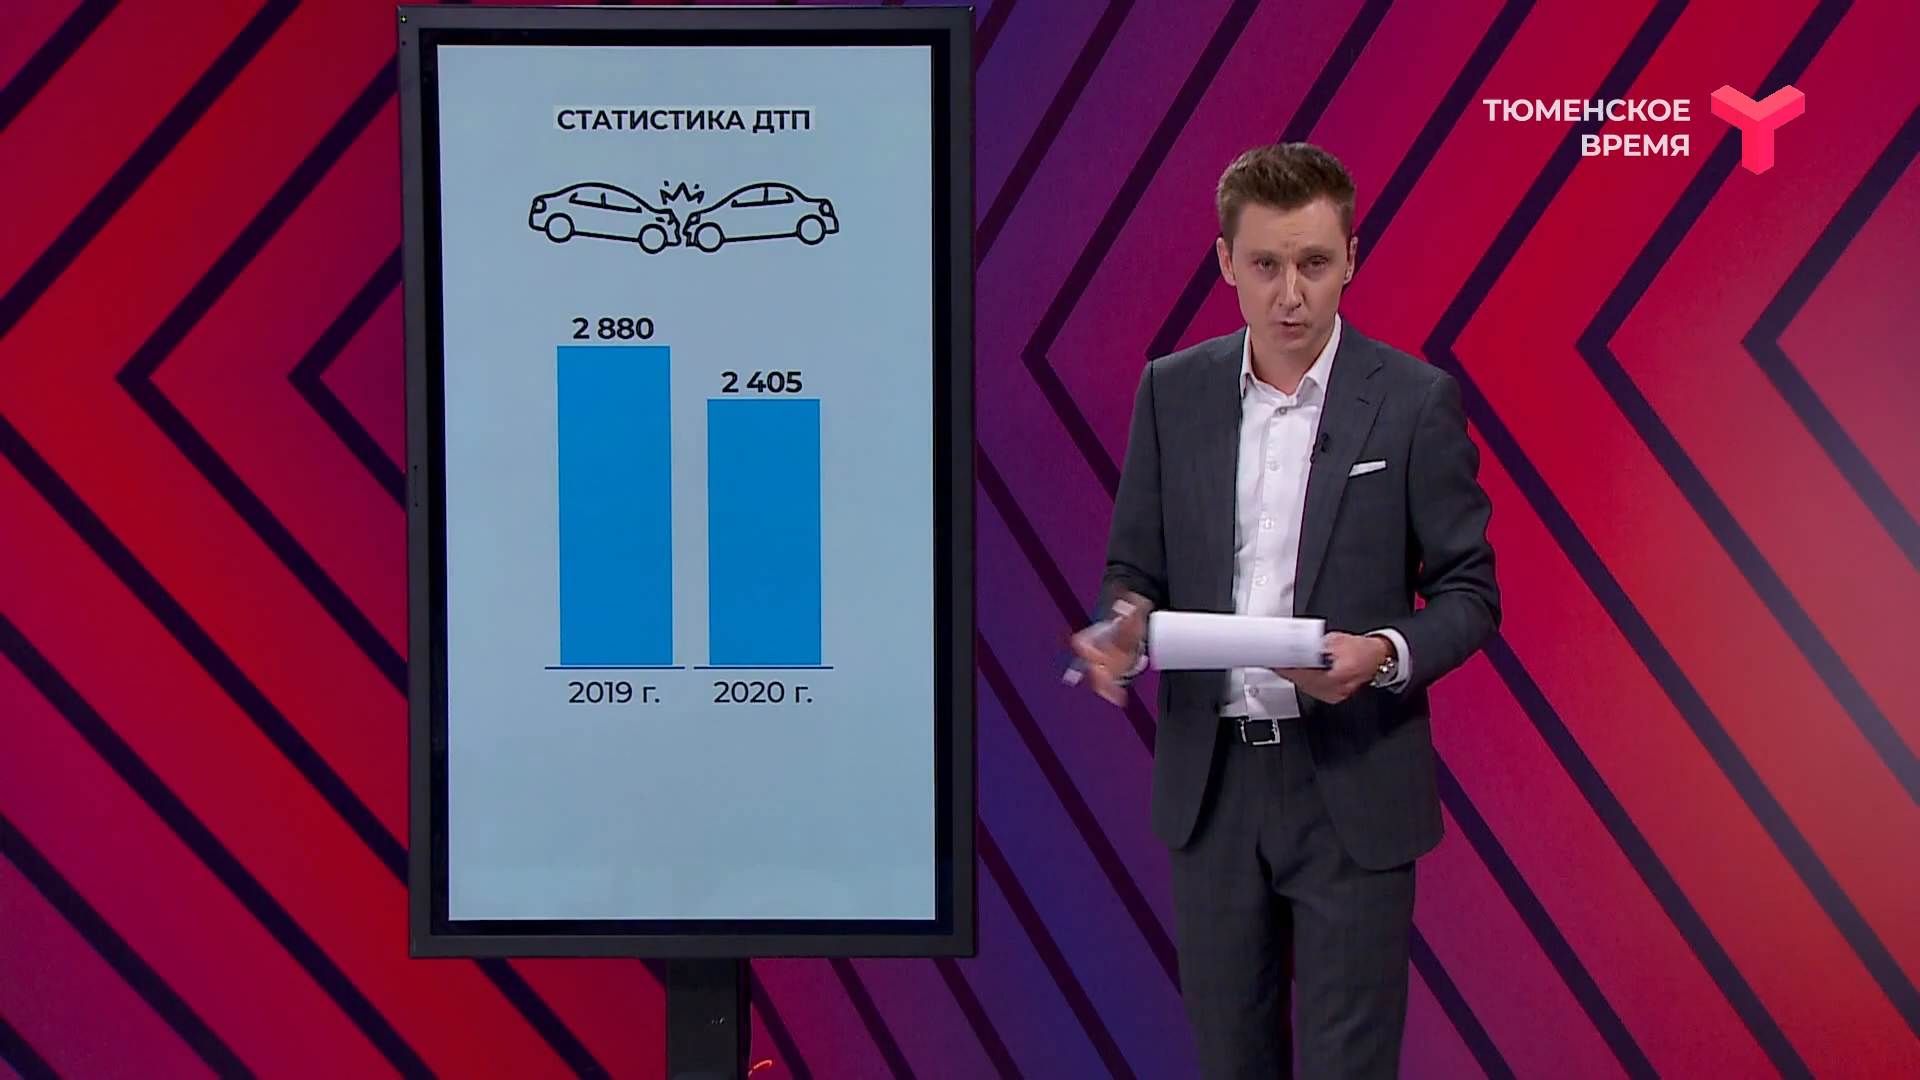 СТАТИСТИКА ДТП
2 880
2 405
2019 г.
2020 г.
ТЮМЕНСКОЕ
ВРЕМЯ